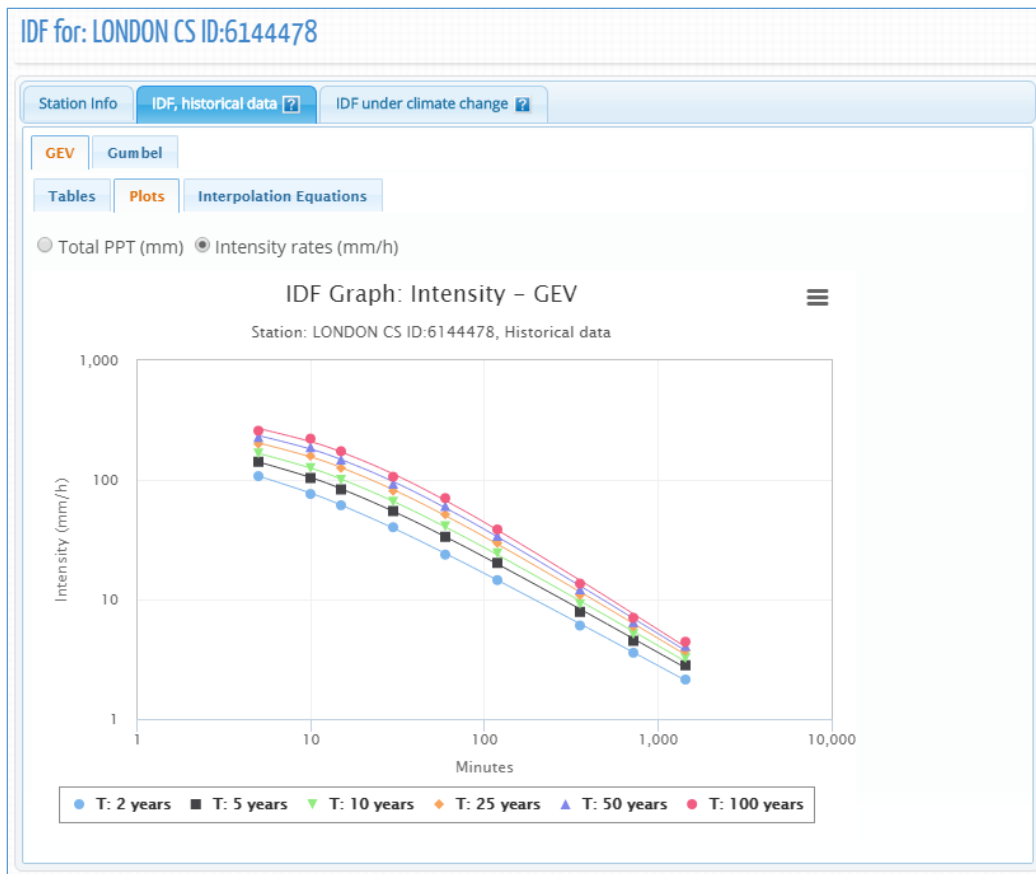 IDF for: LONDON CS ID:6144478
Station Info IDF, historical data ? IDF under climate change ?
GEV Gumbel
Tables Plots Interpolation Equations
Total PPT (mm) Intensity rates (mm/h)
IDF Graph: Intensity – GEV
Station: LONDON CS ID:6144478, Historical data
Intensity (mm/h)
1,000
100
10
1
1 10 100 1,000 10,000
Minutes
T: 2 years T: 5 years T: 10 years T: 25 years T: 50 years T: 100 years